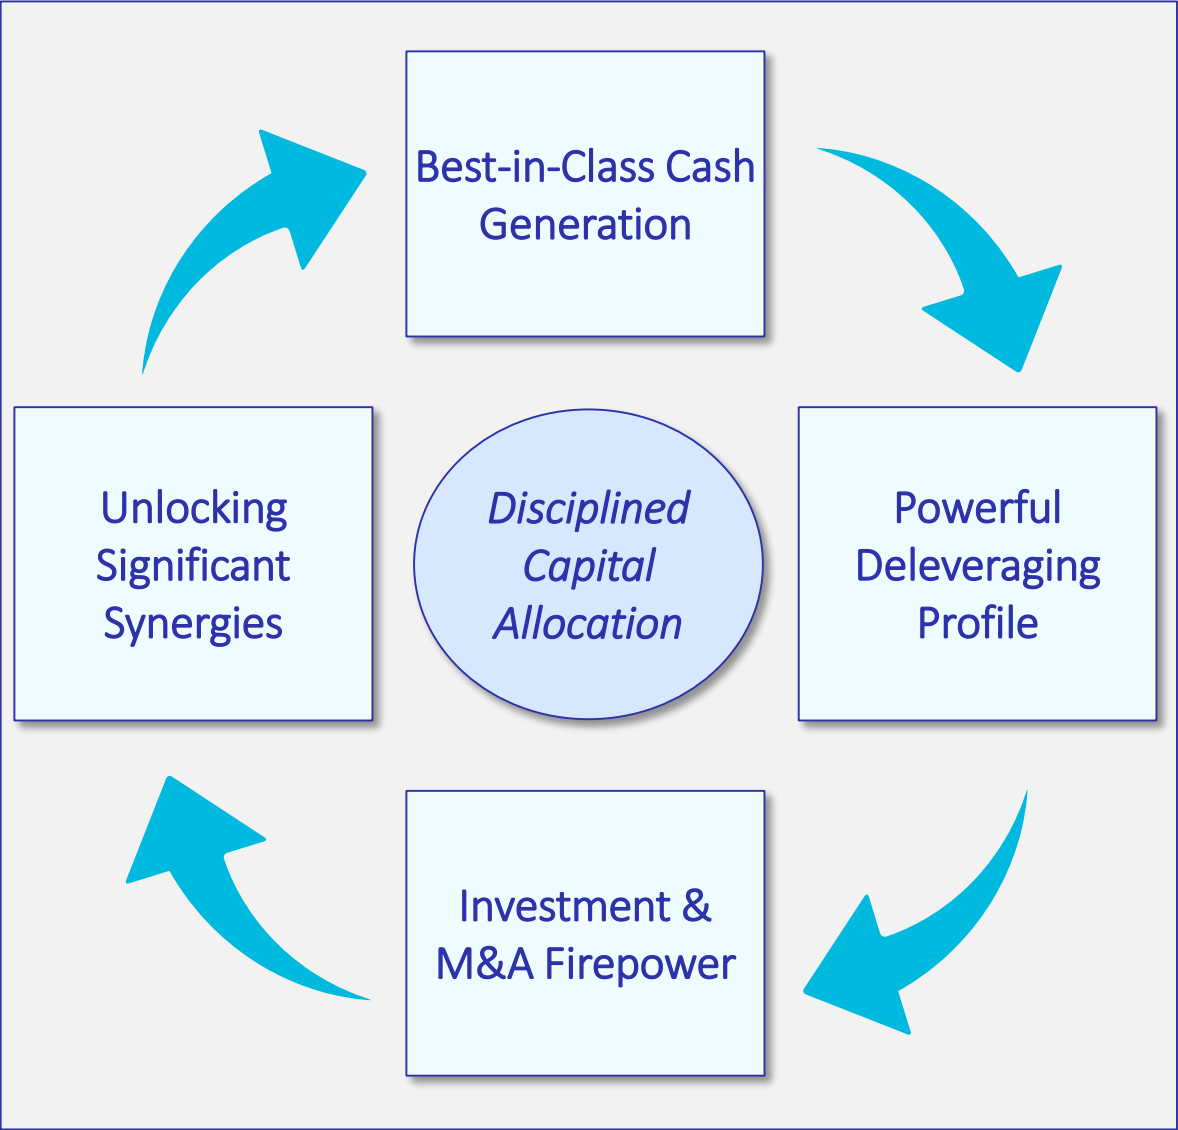 Best-in-Class Cash
Generation
Unlocking
Significant
Synergies
Disciplined
Capital
Allocation
Powerful
Deleveraging
Profile
Investment &
M&A Firepower